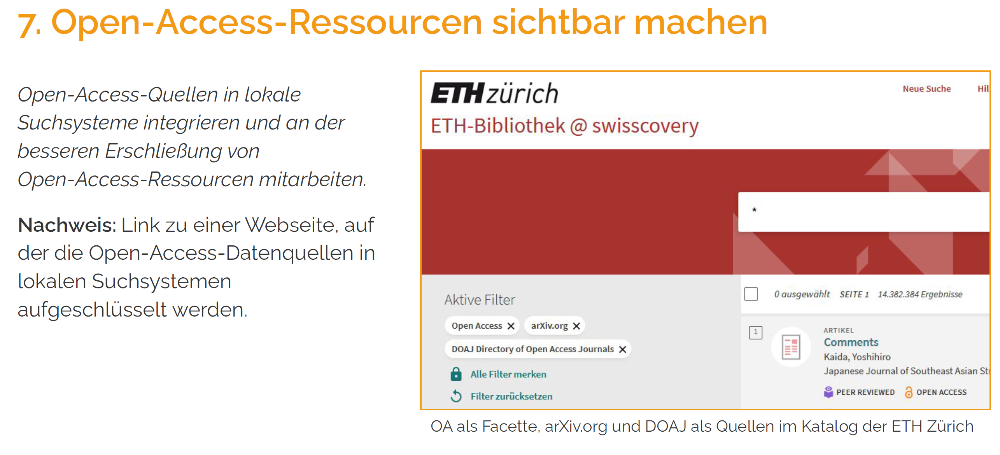 7. Open-Access-Ressourcen sichtbar machen
Open-Access-Quellen in lokale
Suchsysteme integrieren und an der
besseren Erschließung von
Open-Access-Ressourcen mitarbeiten.
Nachweis: Link zu einer Webseite, auf
der die Open-Access-Datenquellen in
lokalen Suchsystemen
aufgeschlüsselt werden.
ETH zürich
Neue Suche
ETH-Bibliothek @ swisscovery
*
Aktive Filter
Open Access ✕ arXiv.org ✕
DOAJ Directory of Open Access Journals ✕
Alle Filter merken
Filter zurücksetzen
0 ausgewählt SEITE 1 14.382.384 Ergebnisse
1
ARTIKEL
Comments
Kaida, Yoshihiro
Japanese Journal of Southeast Asian
PEER REVIEWED OPEN ACCESS
OA als Facette, arXiv.org und DOAJ als Quellen im Katalog der ETH Zürich